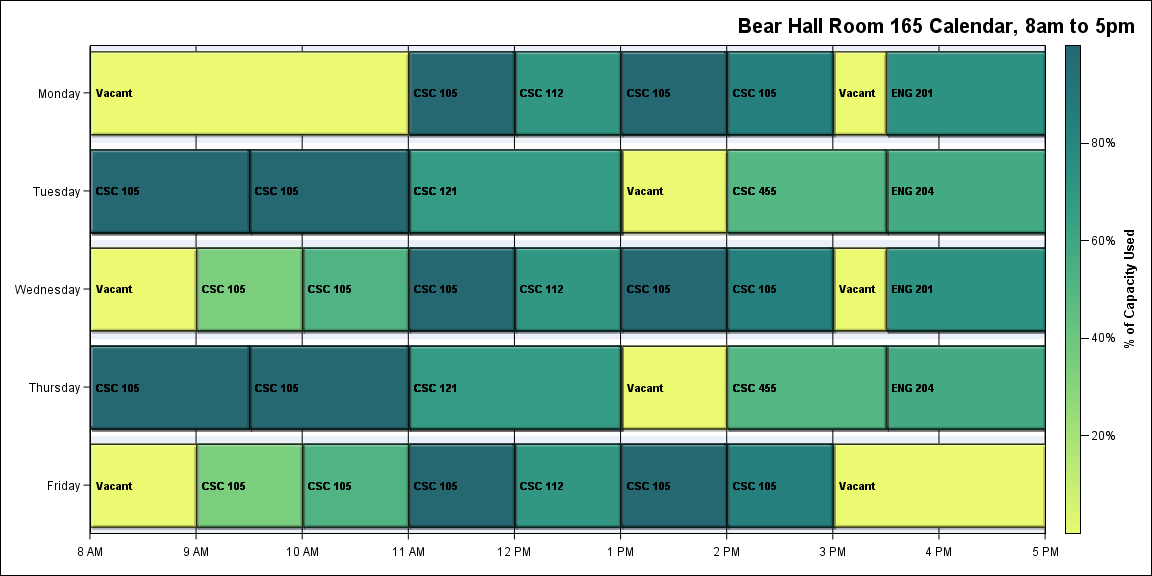 Bear Hall Room 165 Calendar, 8am to 5pm
Monday
Vacant
CSC 105
CSC 112
CSC 105
CSC 105
Vacant
ENG 201
Tuesday
CSC 105
CSC 105
CSC 121
Vacant
CSC 455
ENG 204
Wednesday
Vacant
CSC 105
CSC 105
CSC 105
CSC 112
CSC 105
CSC 105
Vacant
ENG 201
Thursday
CSC 105
CSC 105
CSC 121
Vacant
CSC 455
ENG 204
Friday
Vacant
CSC 105
CSC 105
CSC 105
CSC 112
CSC 105
CSC 105
Vacant
8 AM
9 AM
10 AM
11 AM
12 PM
1 PM
2 PM
3 PM
4 PM
5 PM
80%
60%
40%
20%
% of Capacity Used